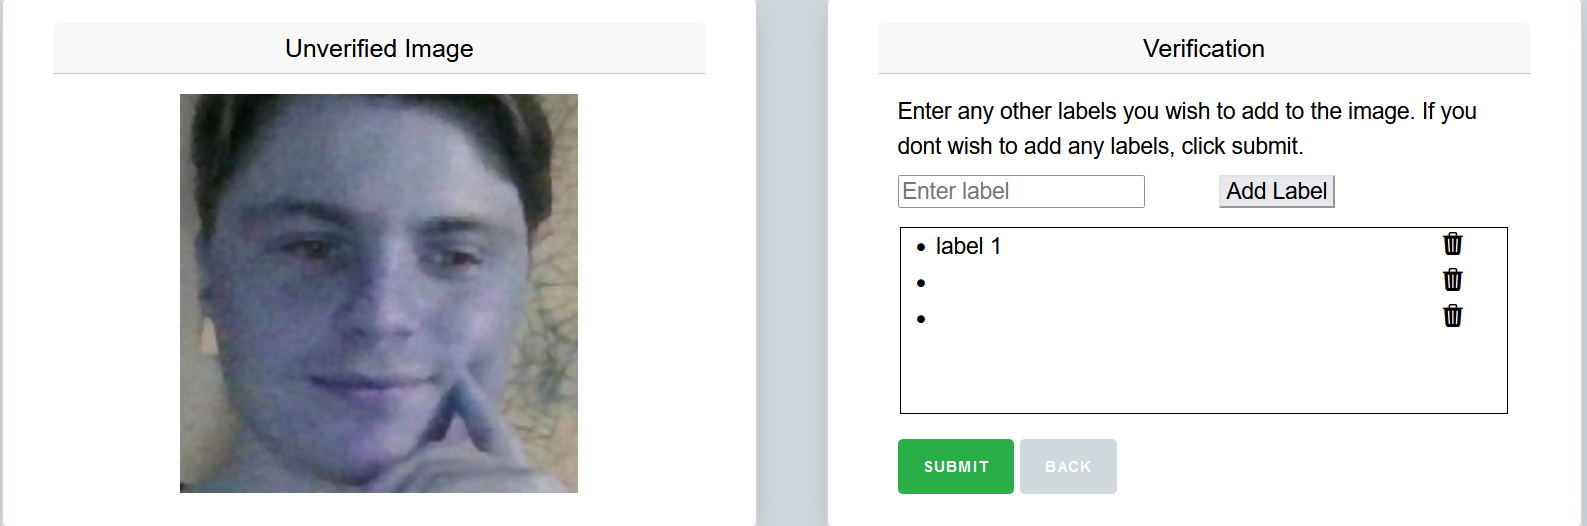 Unverified Image
Verification
Enter any other labels you wish to add to the image. If you
dont wish to add any labels, click submit.
Enter label
Add Label
label 1
SUBMIT
BACK